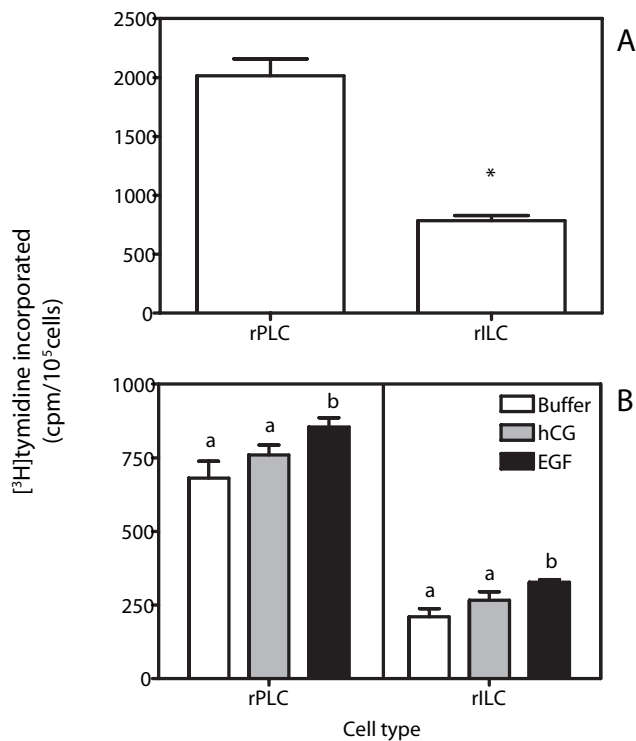 A
2500
2000
1500
1000
500
0
*
rPLC rILC
[³H]tymidine incorporated
(cpm/10⁵cells)
B
1000
750
500
250
0
a a b
a a b
Buffer
hCG
EGF
rPLC rILC
Cell type